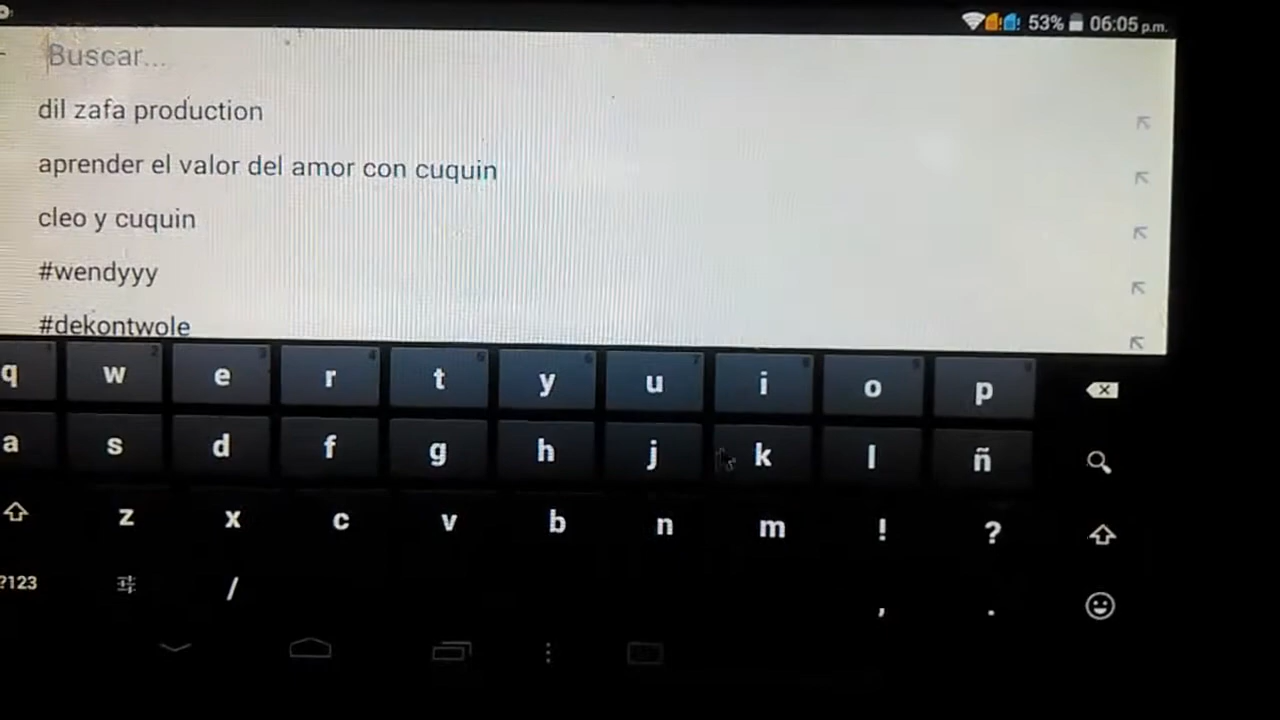 53% 06:05 p.m.
Buscar...
dil zafa production
aprender el valor del amor con cuquin
cleo y cuquin
#wendyyy
#dekontwole
q w e r t y u i o p
a s d f g h j k l ñ
z x c v b n m ! ?
?123 / , .